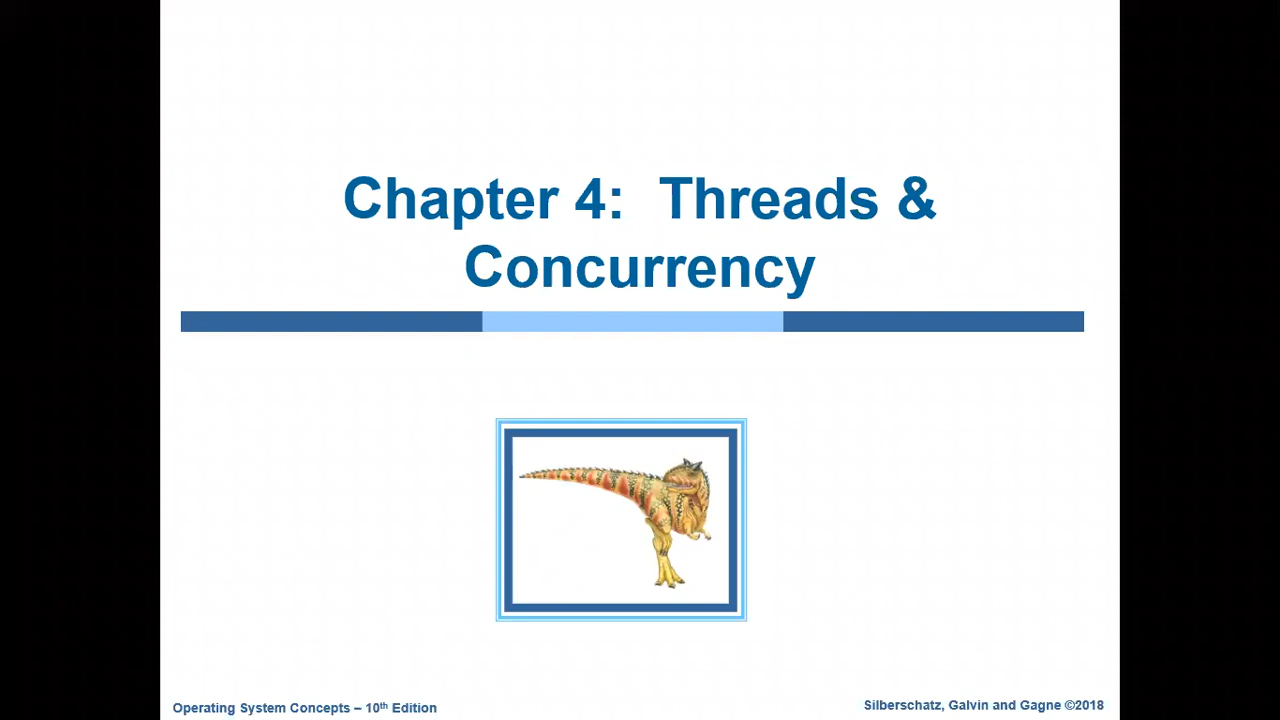 Chapter 4: Threads &
Concurrency
Operating System Concepts – 10th Edition
Silberschatz, Galvin and Gagne ©2018